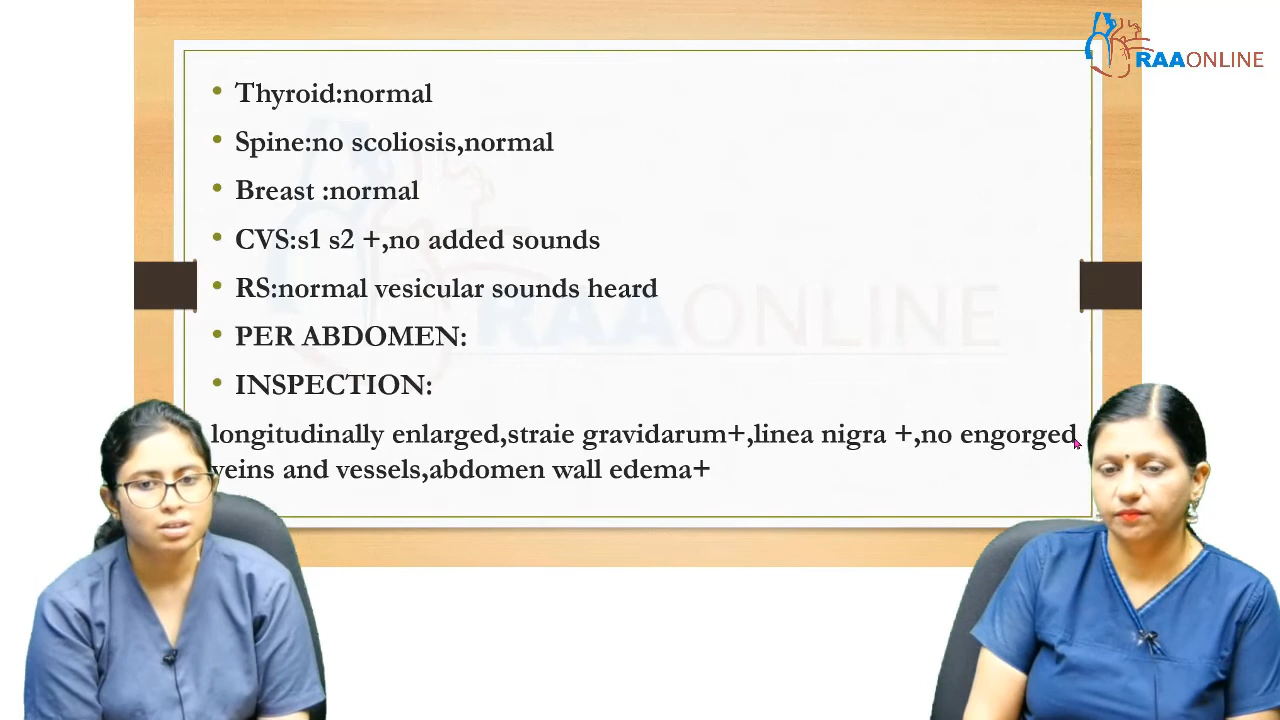 RAAONLINE
• Thyroid:normal
• Spine:no scoliosis,normal
• Breast :normal
• CVS:s1 s2 +,no added sounds
• RS:normal vesicular sounds heard
• PER ABDOMEN:
• INSPECTION:
longitudinally enlarged,straie gravidarum+,linea nigra +,no engorged
veins and vessels,abdomen wall edema+
RAAONLINE